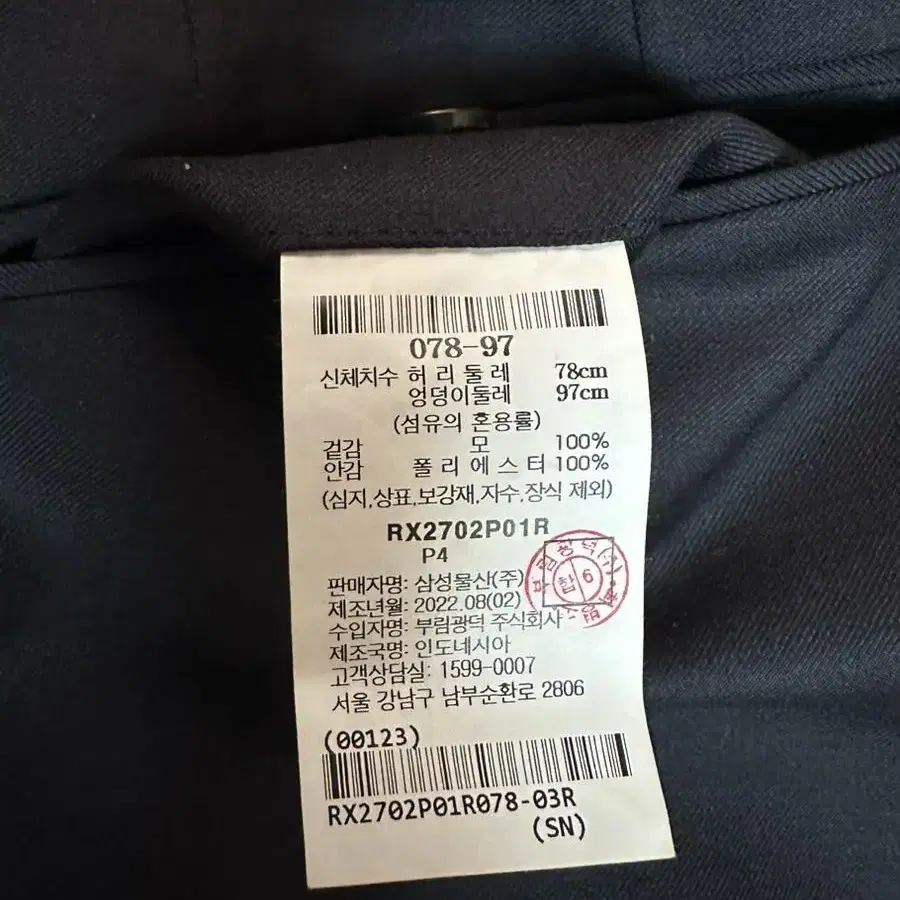 078-97
신체치수 허 리 둘 레 78cm
엉덩이둘레 97cm
(섬유의 혼용률)
겉감 모 100%
안감 폴 리 에 스 터 100%
(심지,상표,보강재,자수,장식 제외)
RX2702P01R
P4
판매자명: 삼성물산(주)
제조년월: 2022.08(02)
수입자명: 부림광덕 주식회사
제조국명: 인도네시아
고객상담실: 1599-0007
서울 강남구 남부순환로 2806
합 6
(00123)
RX2702P01R078-03R
(SN)